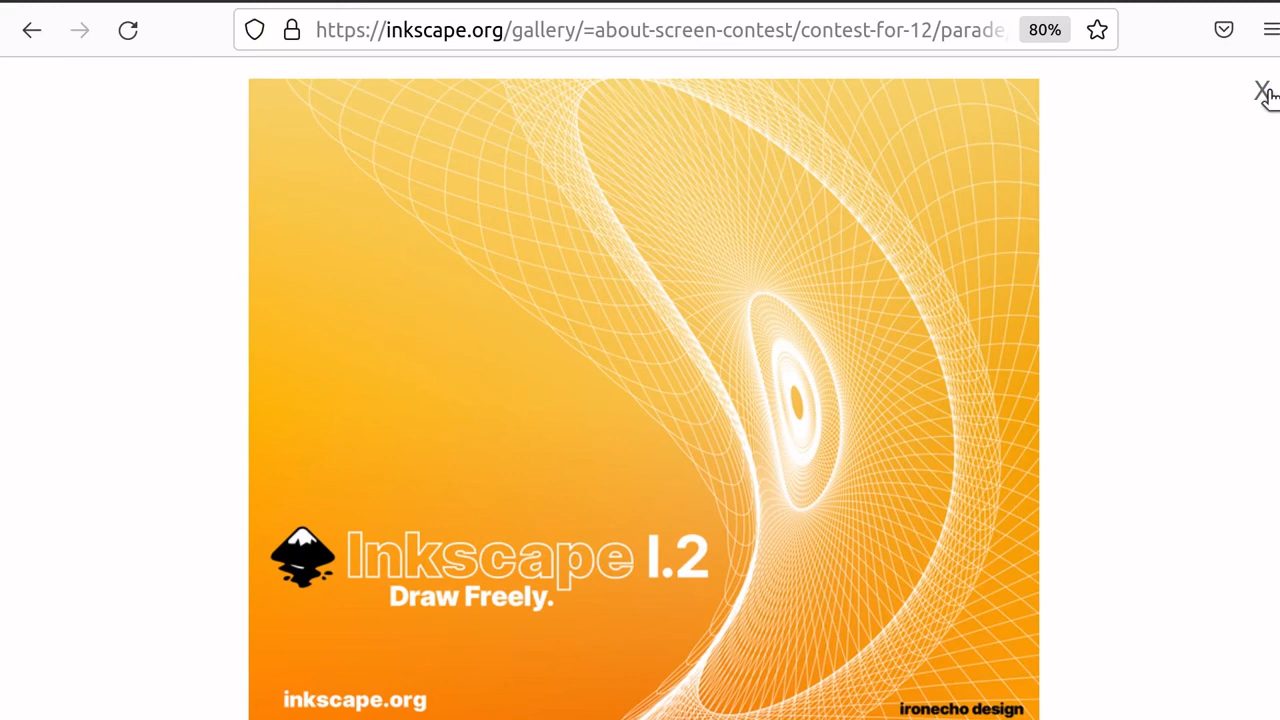 https://inkscape.org/gallery/=about-screen-contest/contest-for-12/parade
80%
X
Inkscape 1.2
Draw Freely.
inkscape.org
ironecho design